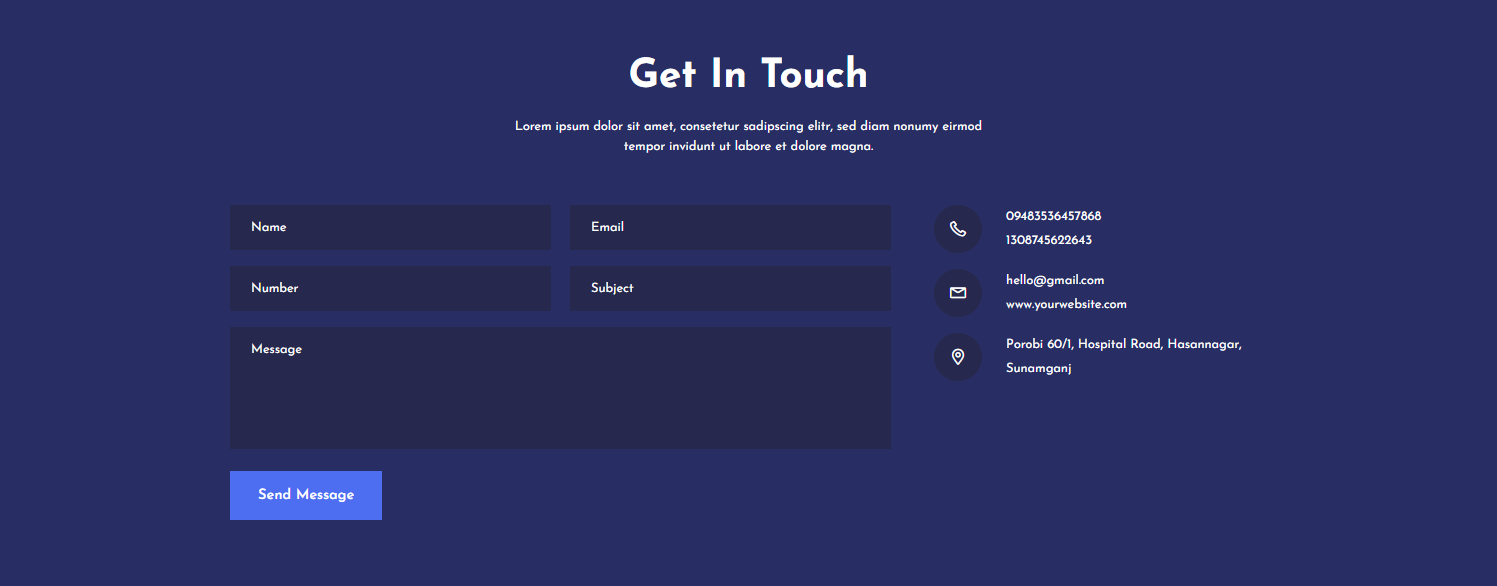 Get In Touch
Lorem ipsum dolor sit amet, consetetur sadipscing elitr, sed diam nonumy eirmod
tempor invidunt ut labore et dolore magna.
Name
Email
Number
Subject
Message
Send Message
09483536457868
1308745622643
hello@gmail.com
www.yourwebsite.com
Porobi 60/1, Hospital Road, Hasannagar,
Sunamganj